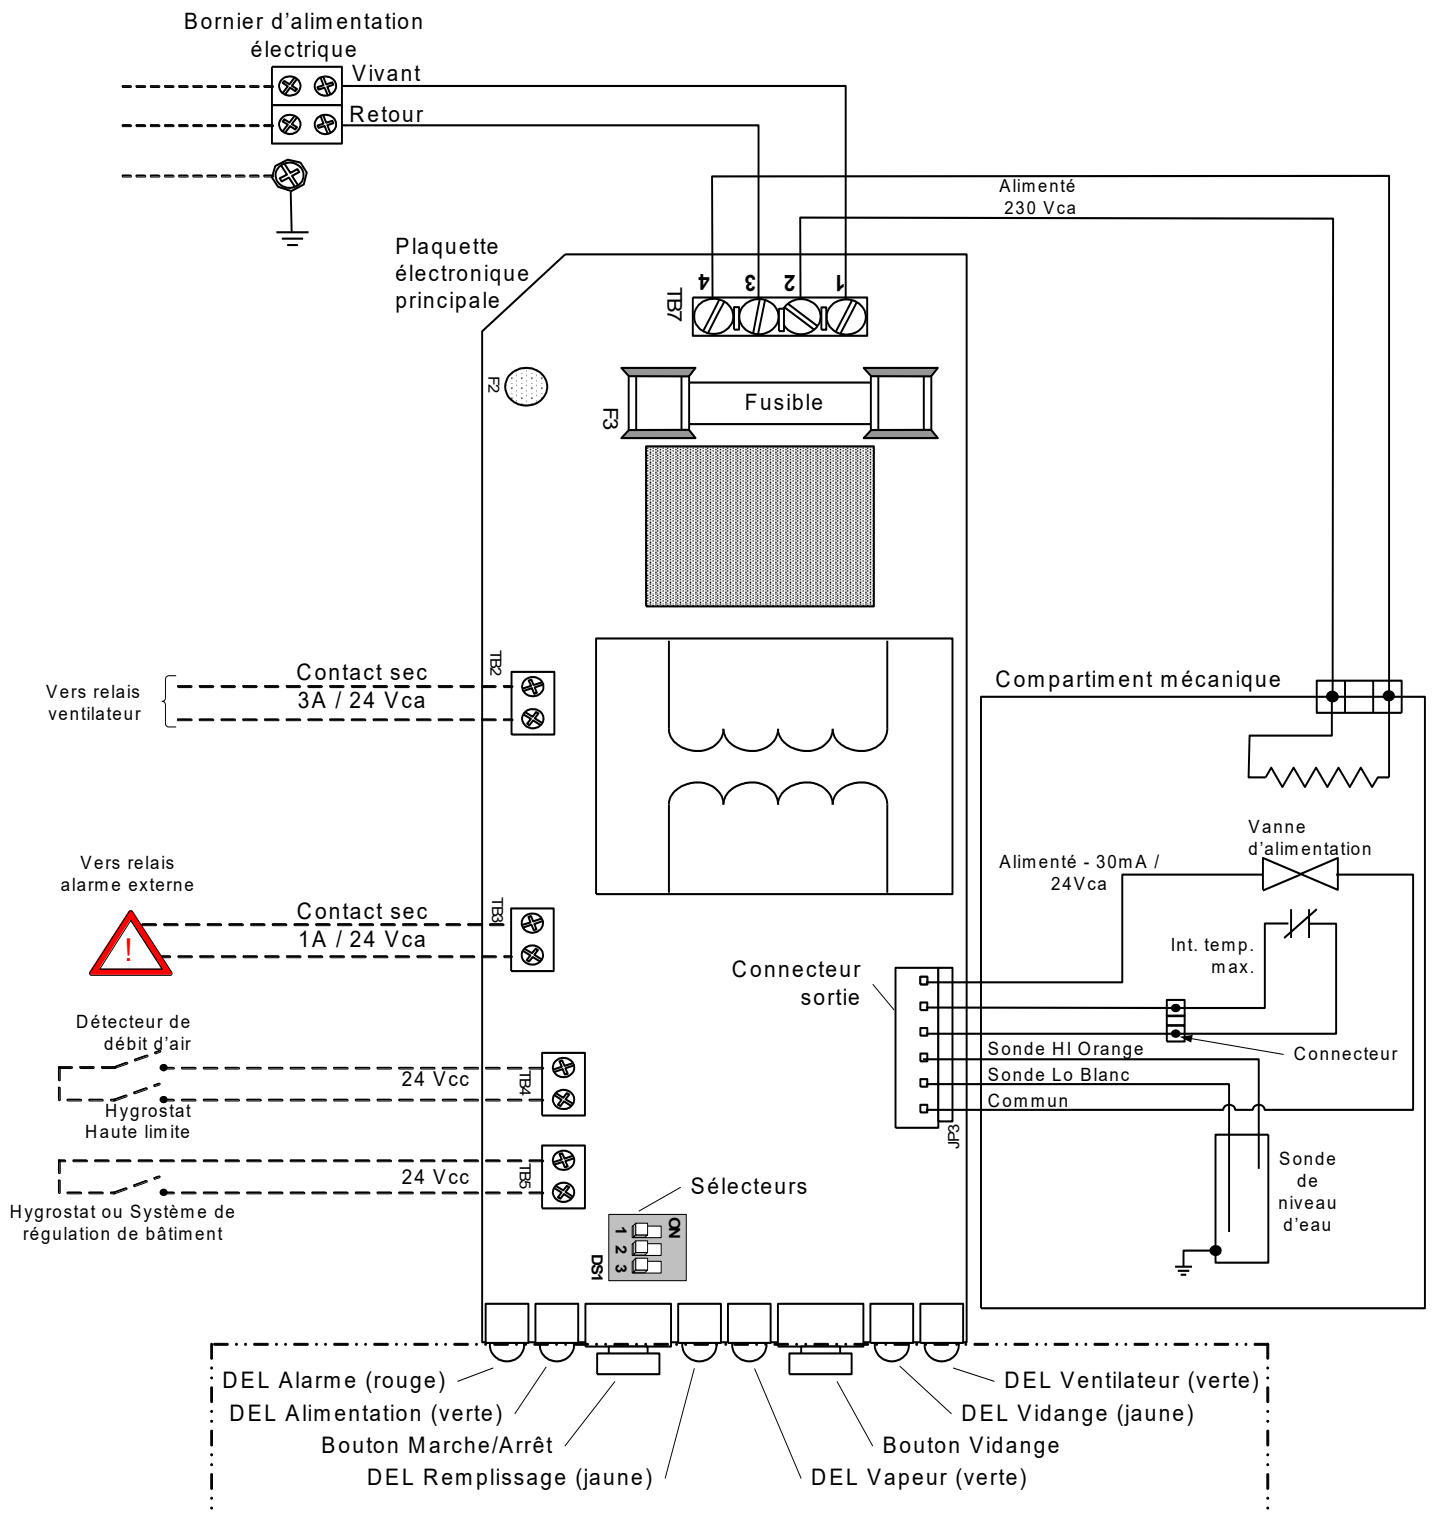 Bornier d'alimentation
électrique
Vivant
Retour
Alimenté
230 Vca
Plaquette
électronique
principale
4
3
2
1
TB7
F2
F3
Fusible
TB2
Contact sec
3A / 24 Vca
Vers relais
ventilateur
Compartiment mécanique
Vanne
d'alimentation
Alimenté - 30mA /
24Vca
Vers relais
alarme externe
!
TB3
Contact sec
1A / 24 Vca
Int. temp.
max.
Connecteur
sortie
Détecteur de
débit d'air
24 Vcc
TB4
Hygrostat
Haute limite
Sonde HI Orange
Sonde Lo Blanc
Commun
Connecteur
JP3
24 Vcc
TB5
Hygrostat ou Système de
régulation de bâtiment
Sélecteurs
ON
1
2
3
DS1
Sonde
de
niveau
d'eau
DEL Alarme (rouge)
DEL Alimentation (verte)
Bouton Marche/Arrêt
DEL Remplissage (jaune)
DEL Ventilateur (verte)
DEL Vidange (jaune)
Bouton Vidange
DEL Vapeur (verte)